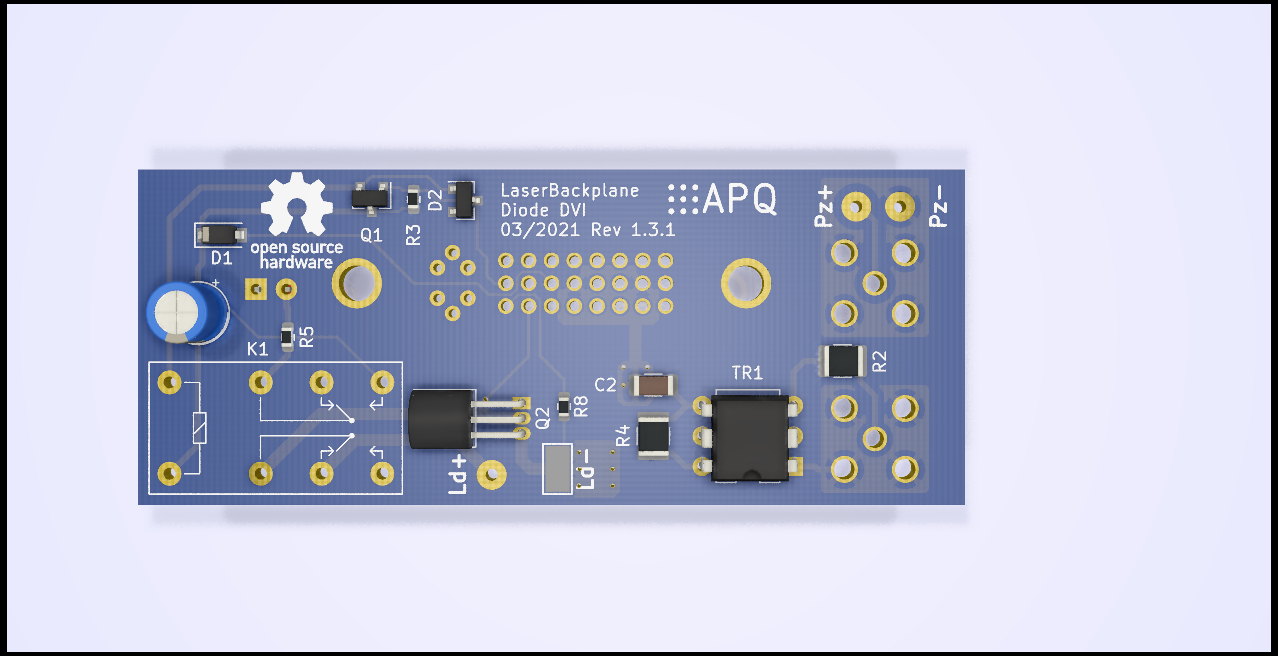 LaserBackplane
Diode DVI
03/2021 Rev 1.3.1
APQ
Pz+
Pz-
open source
hardware
D1
Q1
R3
D2
+
R5
K1
C2
TR1
R2
Q2
R8
R4
Ld+
Ld-